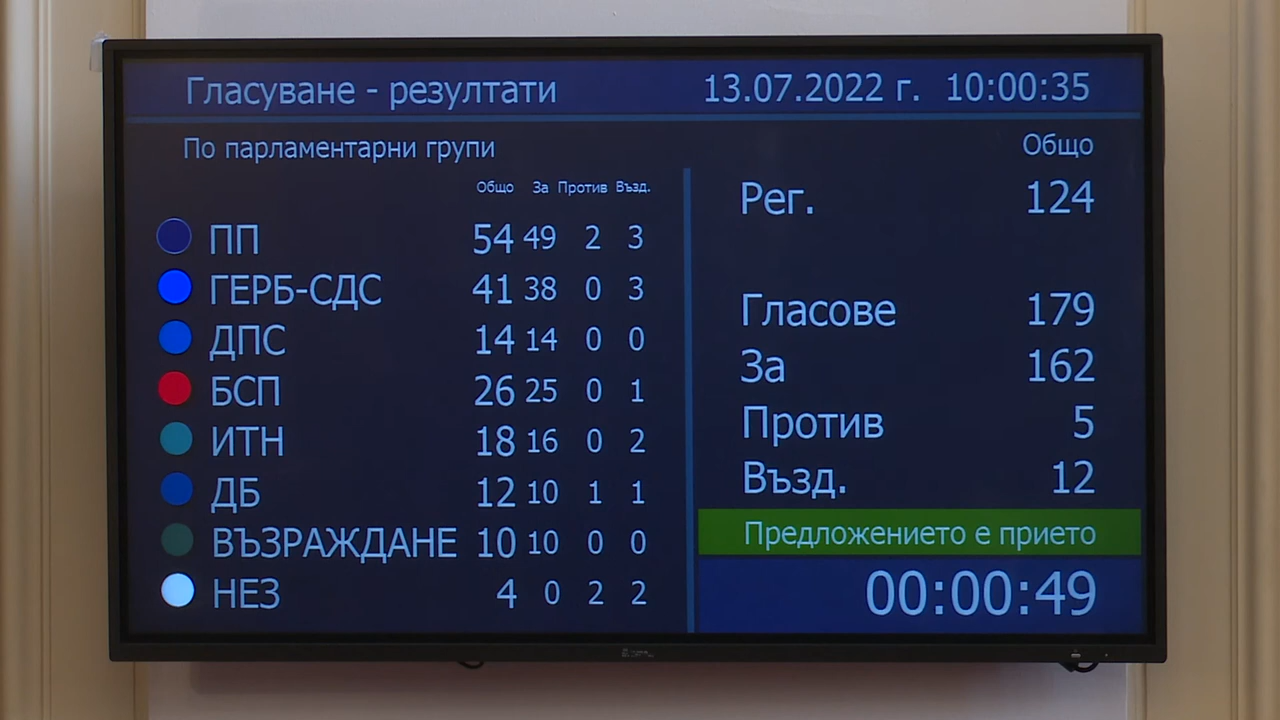 Гласуване - резултати 13.07.2022 г. 10:00:35
По парламентарни групи
Общо За Против Възд.
ПП 54 49 2 3
ГЕРБ-СДС 41 38 0 3
ДПС 14 14 0 0
БСП 26 25 0 1
ИТН 18 16 0 2
ДБ 12 10 1 1
ВЪЗРАЖДАНЕ 10 10 0 0
НЕЗ 4 0 2 2
Общо
Рег. 124
Гласове 179
За 162
Против 5
Възд. 12
Предложението е прието
00:00:49